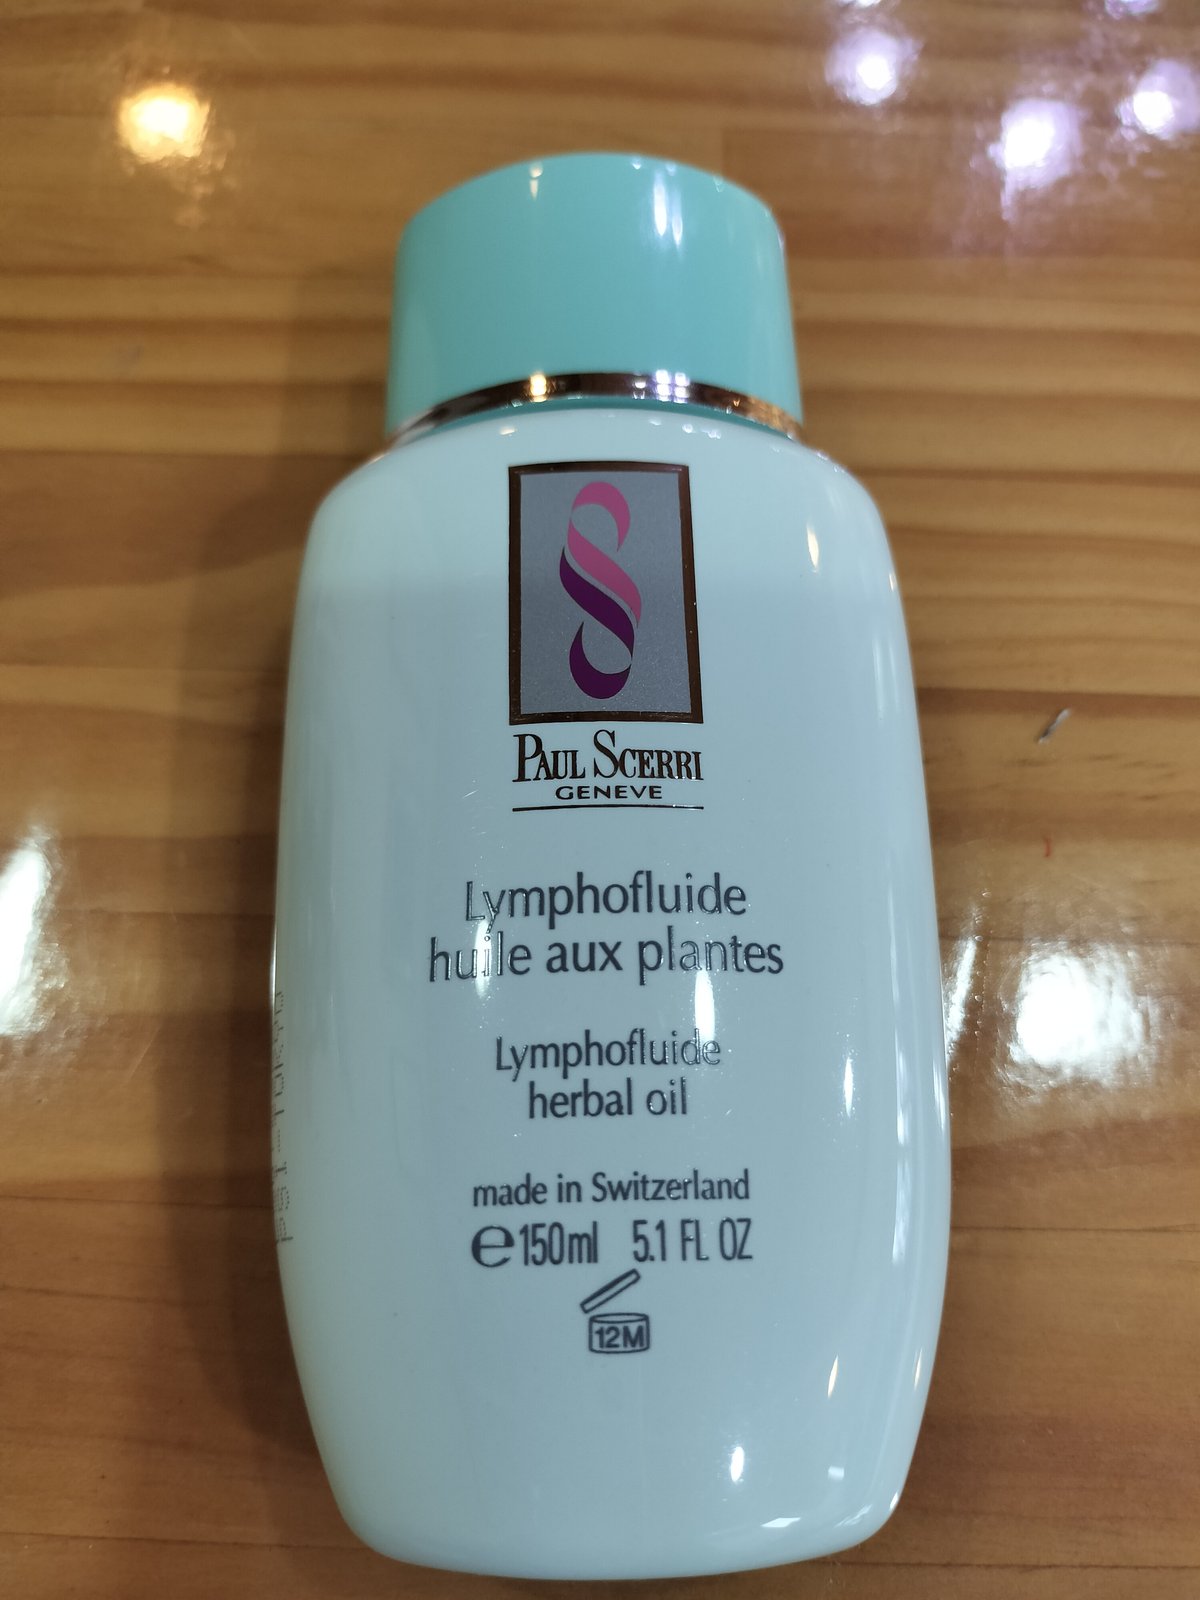 PAUL SCERRI
GENEVE
Lymphofluide
huile aux plantes
Lymphofluide
herbal oil
made in Switzerland
℮150ml 5.1 FL OZ
12M